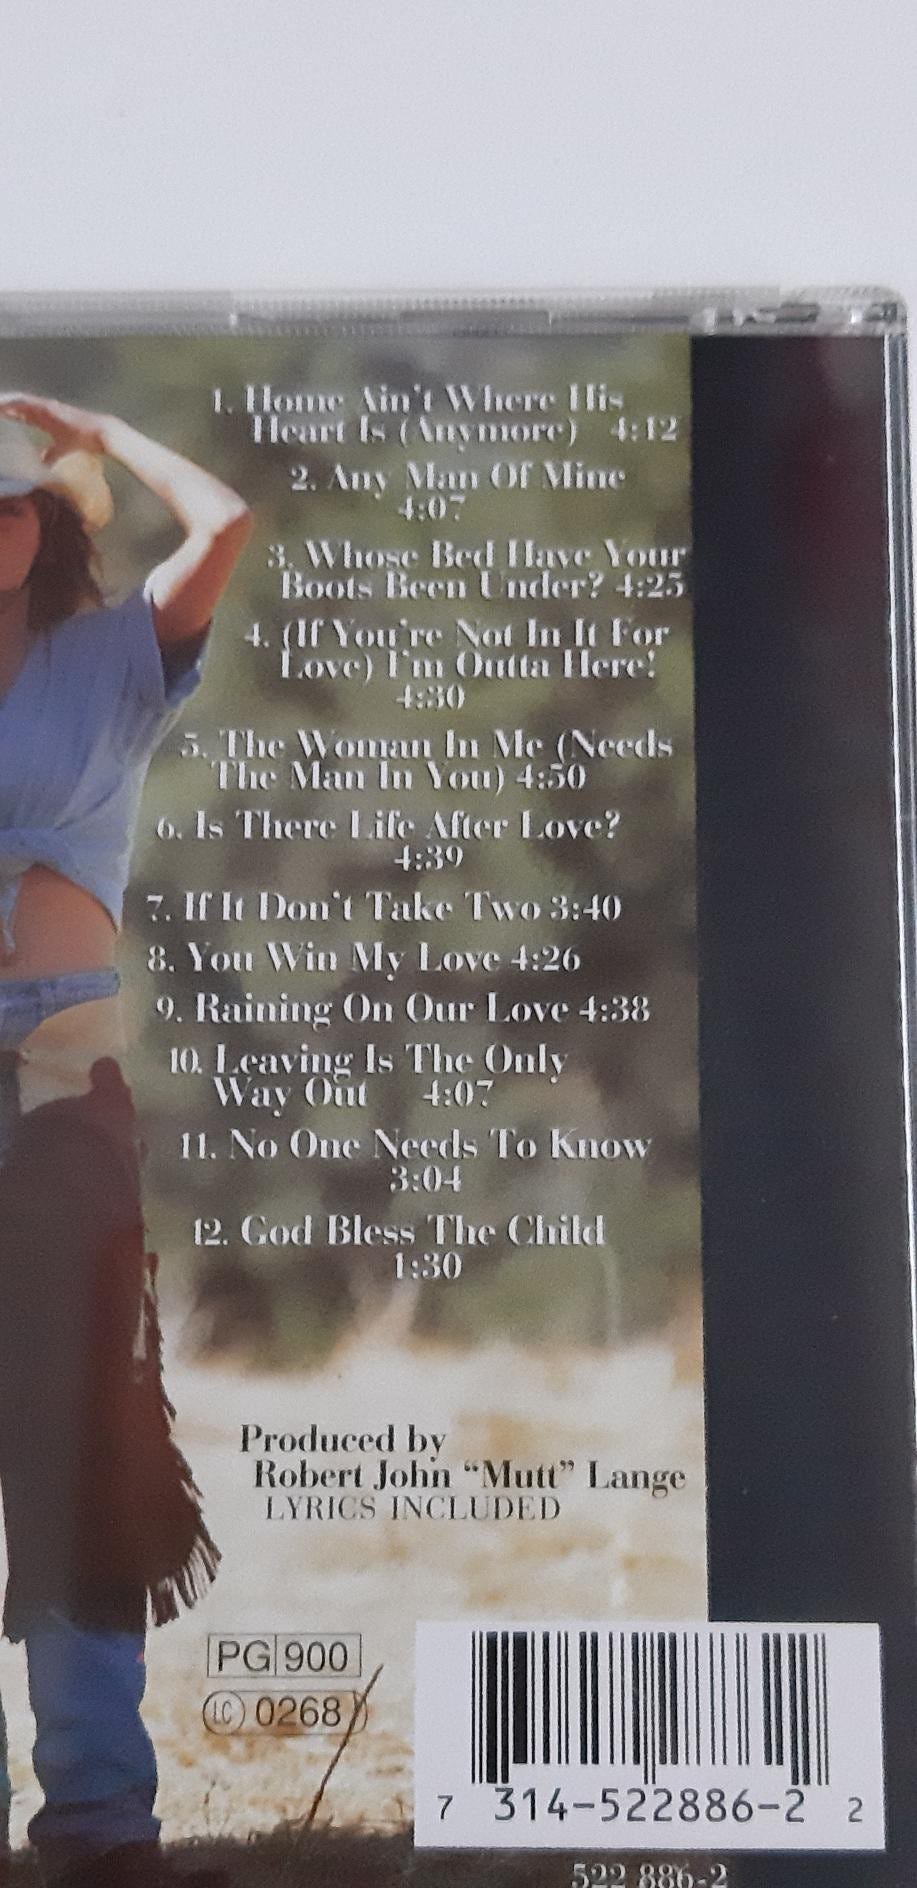 1. Home Ain't Where His
Heart Is (Anymore) 4:12
2. Any Man Of Mine
4:07
3. Whose Bed Have Your
Boots Been Under? 4:25
4. (If You're Not In It For
Love) I'm Outta Here!
4:30
5. The Woman In Me (Needs
The Man In You) 4:50
6. Is There Life After Love?
4:39
7. If It Don't Take Two 3:40
8. You Win My Love 4:26
9. Raining On Our Love 4:38
10. Leaving Is The Only
Way Out 4:07
11. No One Needs To Know
3:04
12. God Bless The Child
1:30
Produced by
Robert John “Mutt” Lange
LYRICS INCLUDED
PG 900
LC 0268
7 314-522886-2 2
522 886-2